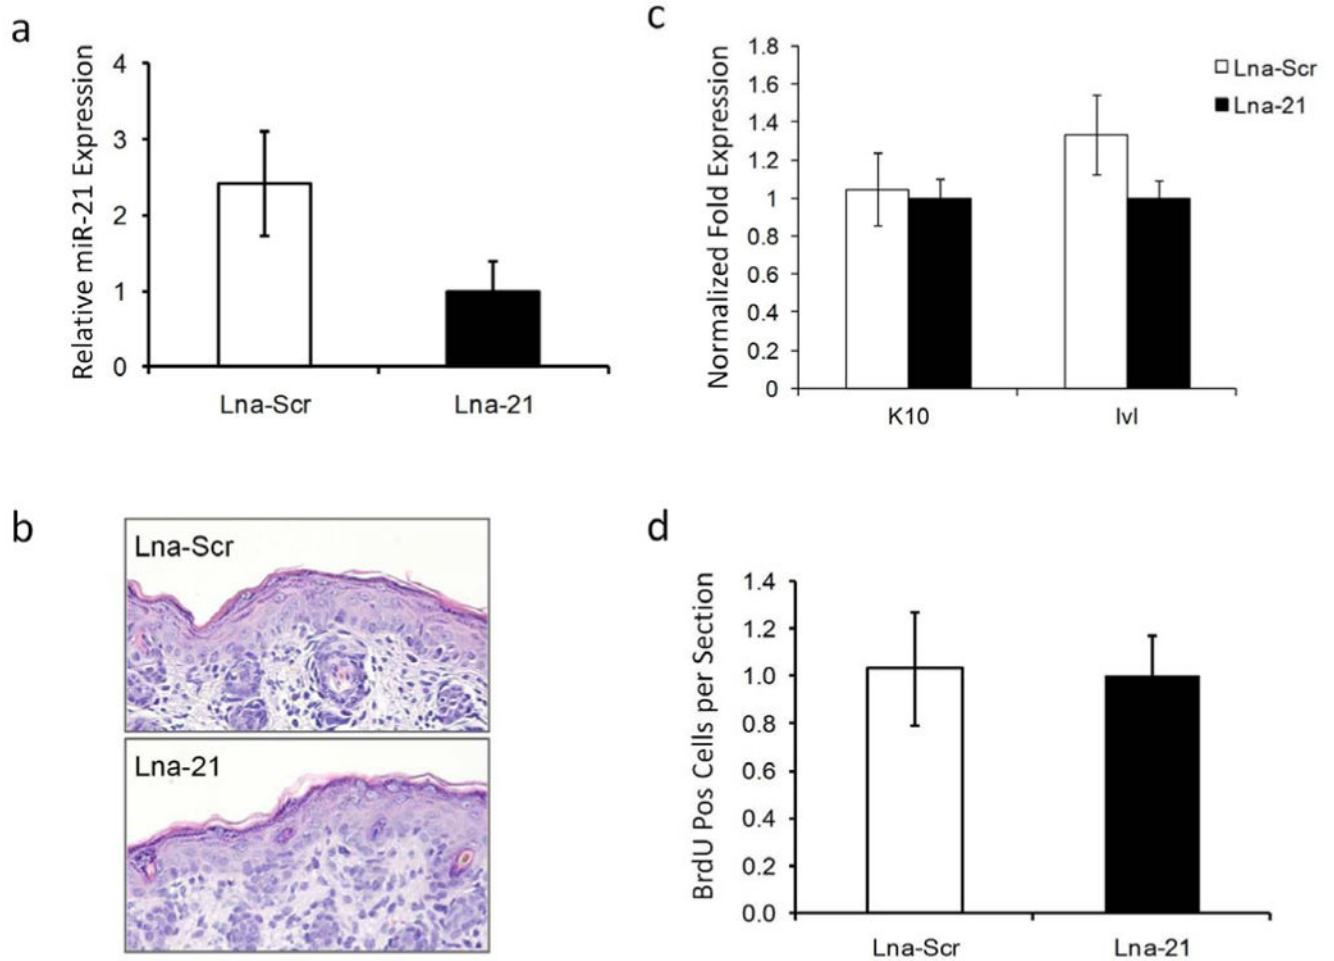 a
Relative miR-21 Expression
4
3
2
1
0
Lna-Scr
Lna-21
c
Normalized Fold Expression
1.8
1.6
1.4
1.2
1
0.8
0.6
0.4
0.2
0
K10
Ivl
Lna-Scr
Lna-21
b
Lna-Scr
Lna-21
d
BrdU Pos Cells per Section
1.4
1.2
1.0
0.8
0.6
0.4
0.2
0.0
Lna-Scr
Lna-21